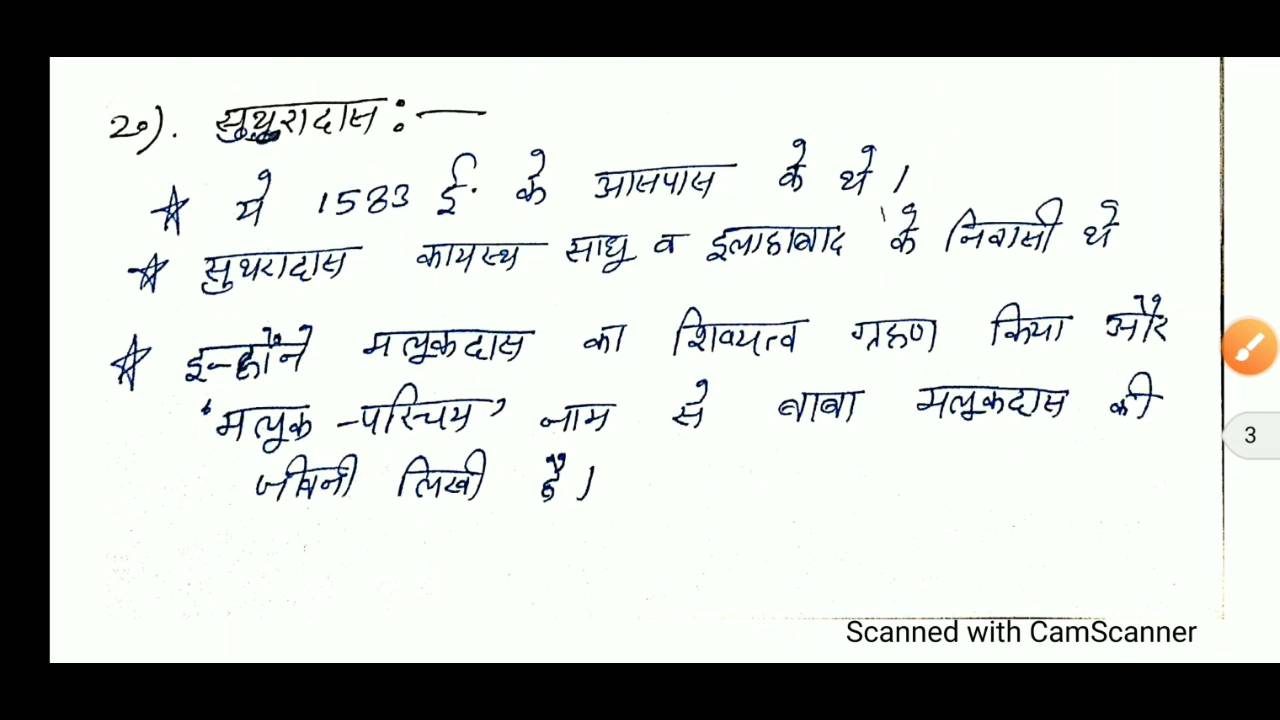 20). सुथुरादास :—
☆ ये 1583 ई. के आसपास के थे।
☆ सुथरादास कायस्थ साधू व इलाहाबाद के निवासी थे
☆ इन्होंने मलूकदास का शिष्यत्व ग्रहण किया और
'मलूक-परिचय' नाम से बाबा मलूकदास की
जीवनी लिखी है।
3
Scanned with CamScanner